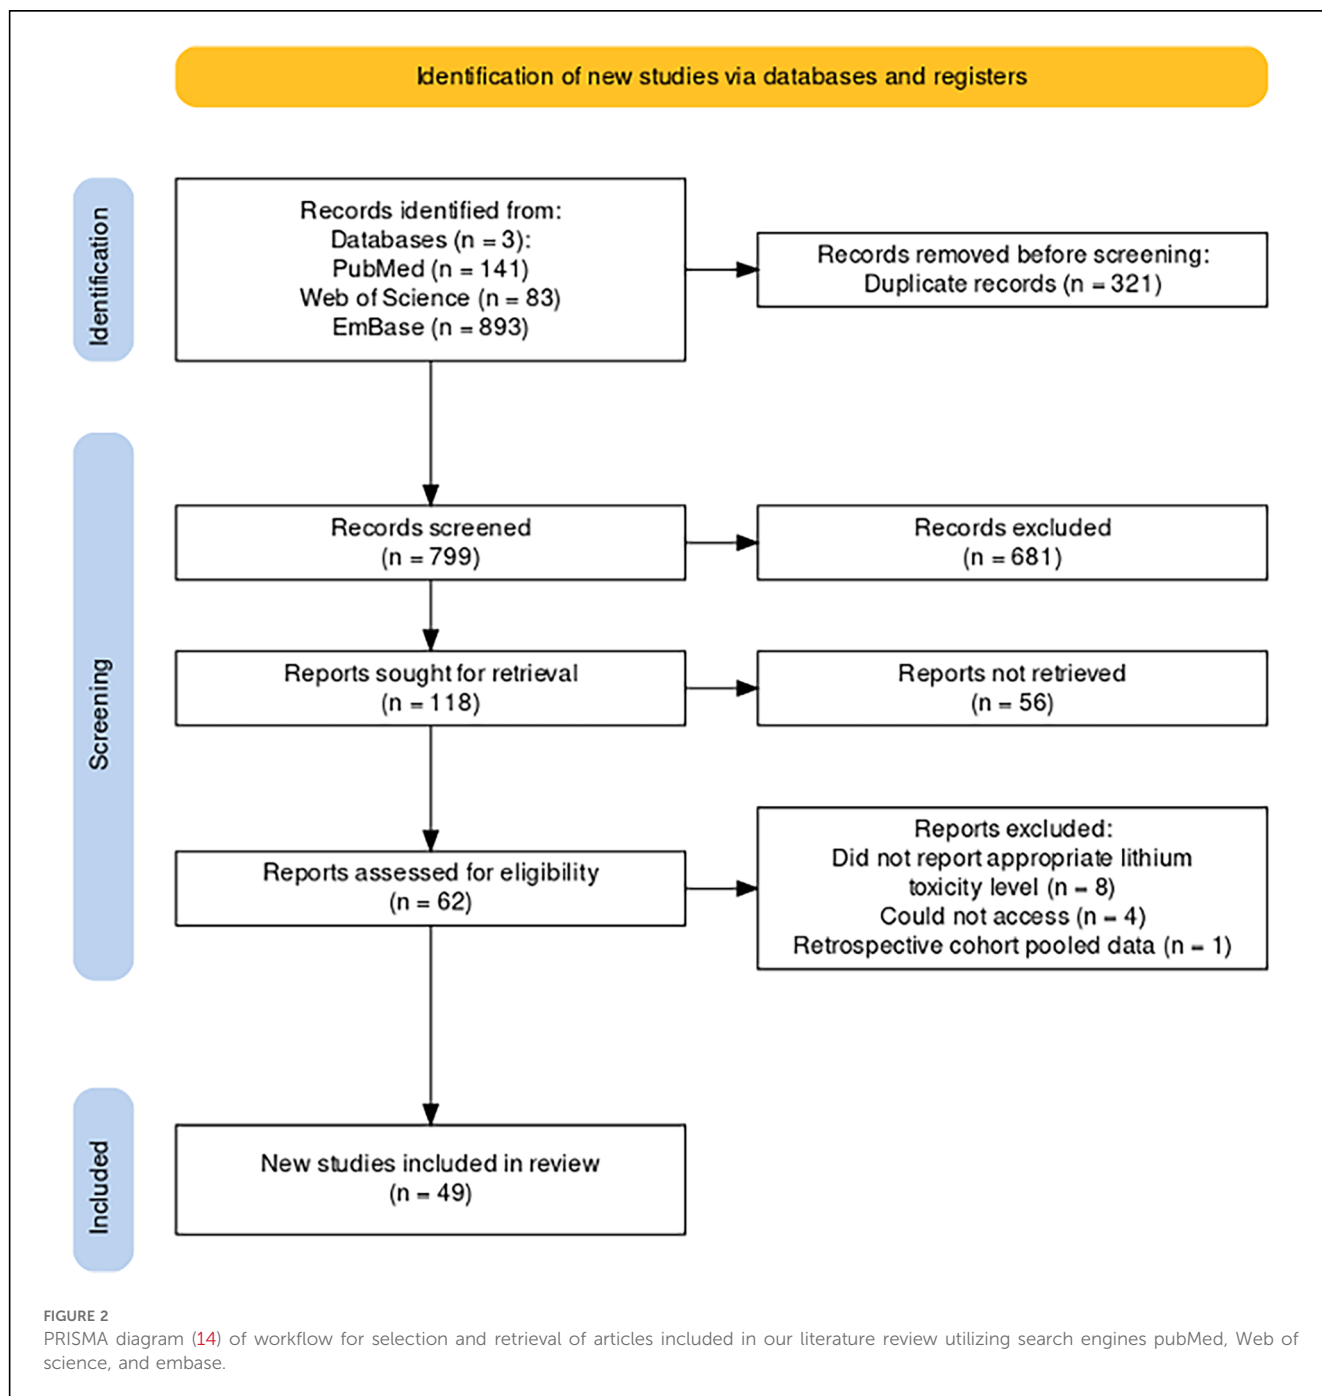 Identification of new studies via databases and registers
Identification
Records identified from:
Databases (n = 3):
PubMed (n = 141)
Web of Science (n = 83)
EmBase (n = 893)
Records removed before screening:
Duplicate records (n = 321)
Screening
Records screened
(n = 799)
Records excluded
(n = 681)
Reports sought for retrieval
(n = 118)
Reports not retrieved
(n = 56)
Reports assessed for eligibility
(n = 62)
Reports excluded:
Did not report appropriate lithium
toxicity level (n = 8)
Could not access (n = 4)
Retrospective cohort pooled data (n = 1)
Included
New studies included in review
(n = 49)
FIGURE 2
PRISMA diagram (14) of workflow for selection and retrieval of articles included in our literature review utilizing search engines pubMed, Web of
science, and embase.